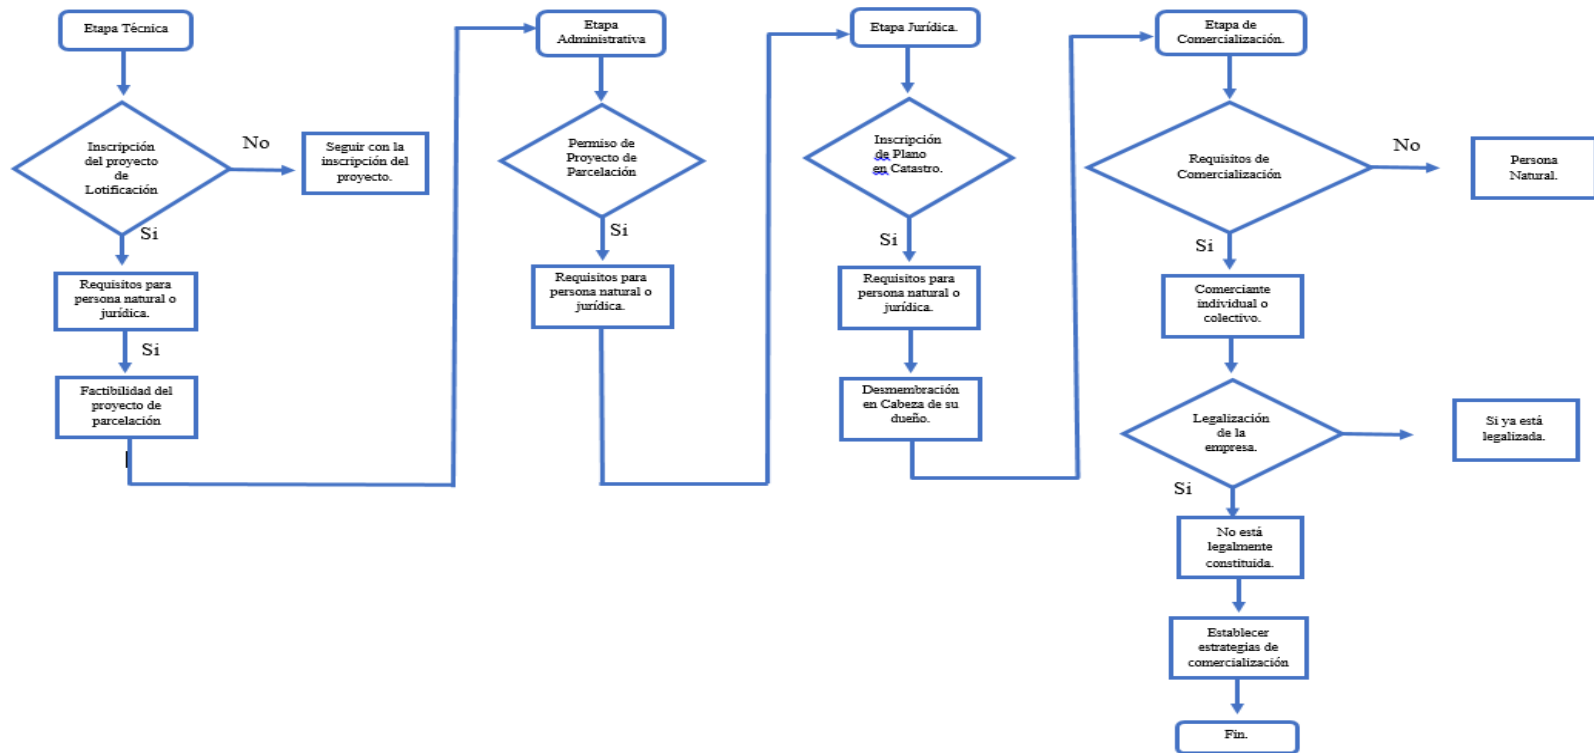 Etapa Técnica
Inscripción
del proyecto
de
Lotificación
No
Seguir con la
inscripción del
proyecto.
Si
Requisitos para
persona natural o
jurídica.
Si
Factibilidad del
proyecto de
parcelación
Etapa
Administrativa
Permiso de
Proyecto de
Parcelación
Si
Requisitos para
persona natural o
jurídica.
Etapa Jurídica.
Inscripción
de Plano
en Catastro.
Si
Requisitos para
persona natural o
jurídica.
Desmembración
en Cabeza de su
dueño.
Etapa de
Comercialización.
Requisitos de
Comercialización
No
Persona
Natural.
Si
Comerciante
individual o
colectivo.
Legalización
de la
empresa.
Si ya está
legalizada.
Si
No está
legalmente
constituida.
Establecer
estrategias de
comercialización
Fin.